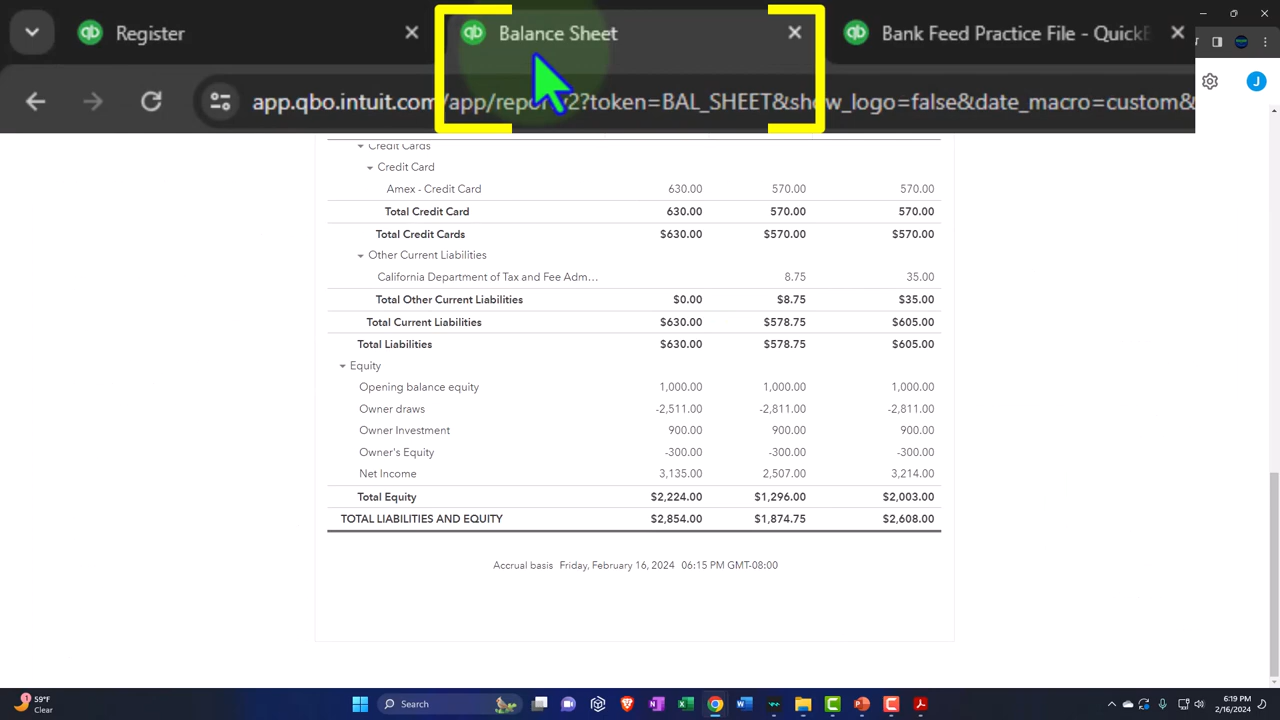 Register
Balance Sheet
Bank Feed Practice File - QuickB
app.qbo.intuit.com/app/repor v2?token=BAL_SHEET&show_logo=false&date_macro=custom&
J
Credit Cards
Credit Card
Amex - Credit Card 630.00 570.00 570.00
Total Credit Card 630.00 570.00 570.00
Total Credit Cards $630.00 $570.00 $570.00
Other Current Liabilities
California Department of Tax and Fee Adm… 8.75 35.00
Total Other Current Liabilities $0.00 $8.75 $35.00
Total Current Liabilities $630.00 $578.75 $605.00
Total Liabilities $630.00 $578.75 $605.00
Equity
Opening balance equity 1,000.00 1,000.00 1,000.00
Owner draws -2,511.00 -2,811.00 -2,811.00
Owner Investment 900.00 900.00 900.00
Owner's Equity -300.00 -300.00 -300.00
Net Income 3,135.00 2,507.00 3,214.00
Total Equity $2,224.00 $1,296.00 $2,003.00
TOTAL LIABILITIES AND EQUITY $2,854.00 $1,874.75 $2,608.00
Accrual basis Friday, February 16, 2024 06:15 PM GMT-08:00
59°F
Clear
Search
6:19 PM
2/16/2024